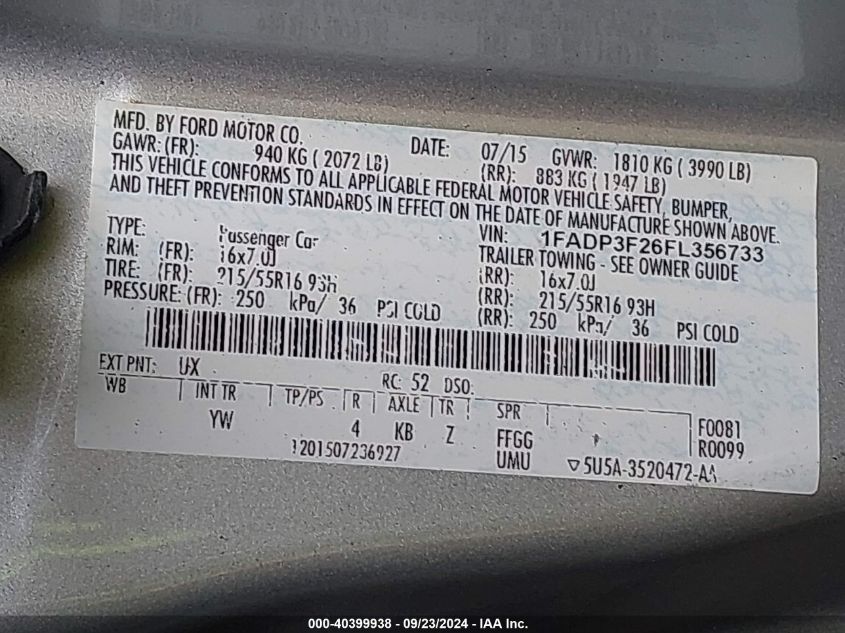 MFD. BY FORD MOTOR CO. DATE: 07/15 GVWR: 1810 KG ( 3990 LB)
GAWR: (FR): 940 KG ( 2072 LB) (RR): 883 KG ( 1947 LB)
THIS VEHICLE CONFORMS TO ALL APPLICABLE FEDERAL MOTOR VEHICLE SAFETY, BUMPER,
AND THEFT PREVENTION STANDARDS IN EFFECT ON THE DATE OF MANUFACTURE SHOWN ABOVE.
VIN: 1FADP3F26FL356733
TYPE: Passenger Car TRAILER TOWING - SEE OWNER GUIDE
RIM: (FR): 16x7.0J (RR): 16x7.0J
TIRE: (FR): 215/55R16 93H (RR): 215/55R16 93H
PRESSURE: (FR): 250 kPa/ 36 PSI COLD (RR): 250 kPa/ 36 PSI COLD
EXT PNT: UX RC: 52 DSO:
WB INT TR TP/PS R AXLE TR SPR F0081
YW 4 KB Z FFGG R0099
1201507236927 UMU ▽5U5A-3520472-AA
000-40399938 - 09/23/2024 - IAA Inc.